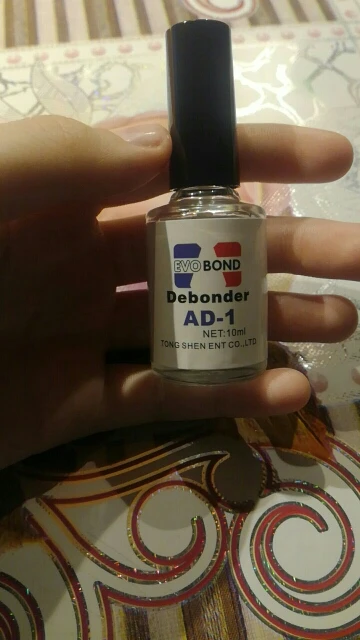 EVO BOND
Debonder
AD-1
NET:10ml
TONG SHEN ENT CO.,LTD